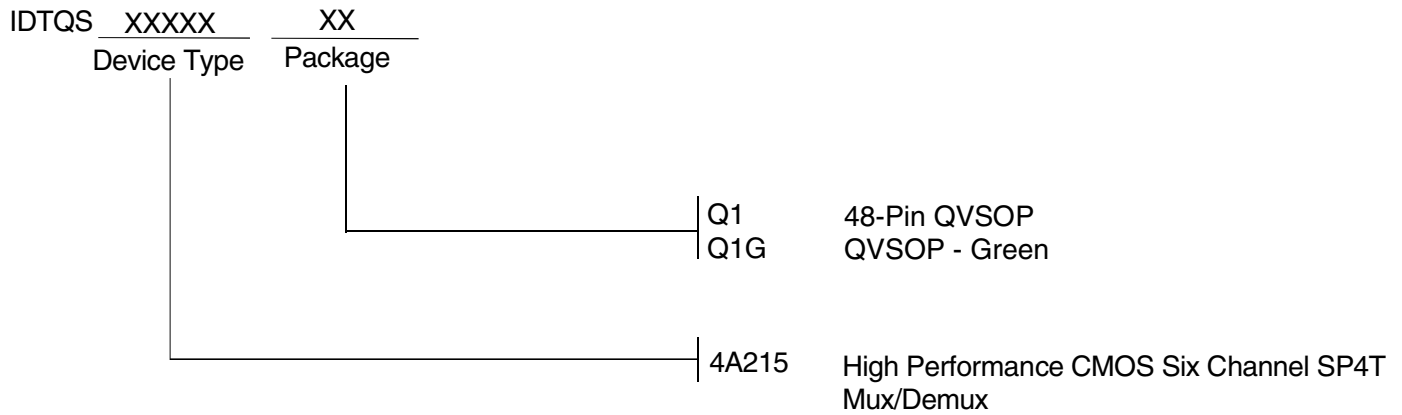 IDTQS XXXXX XX
Device Type Package
Q1 48-Pin QVSOP
Q1G QVSOP - Green
4A215 High Performance CMOS Six Channel SP4T
Mux/Demux